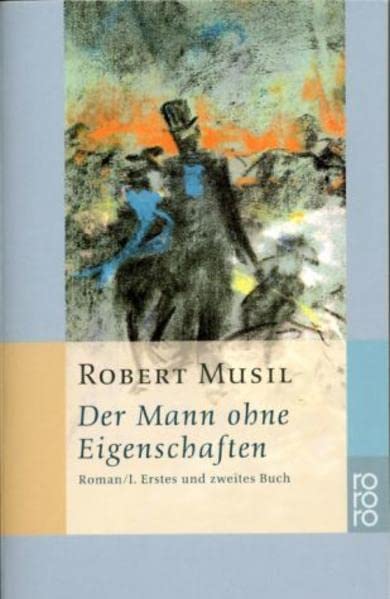 ROBERT MUSIL
Der Mann ohne
Eigenschaften
Roman/I. Erstes und zweites Buch
ro
ro
ro